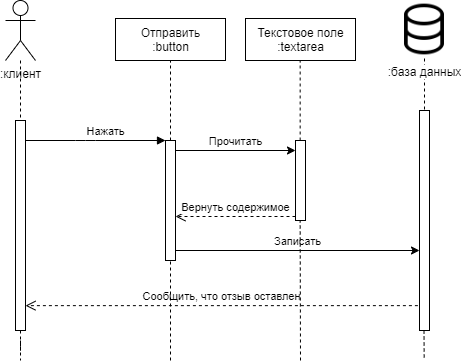 Отправить
:button
Текстовое поле
:textarea
:клиент
:база данных
Нажать
Прочитать
Вернуть содержимое
Записать
Сообщить, что отзыв оставлен